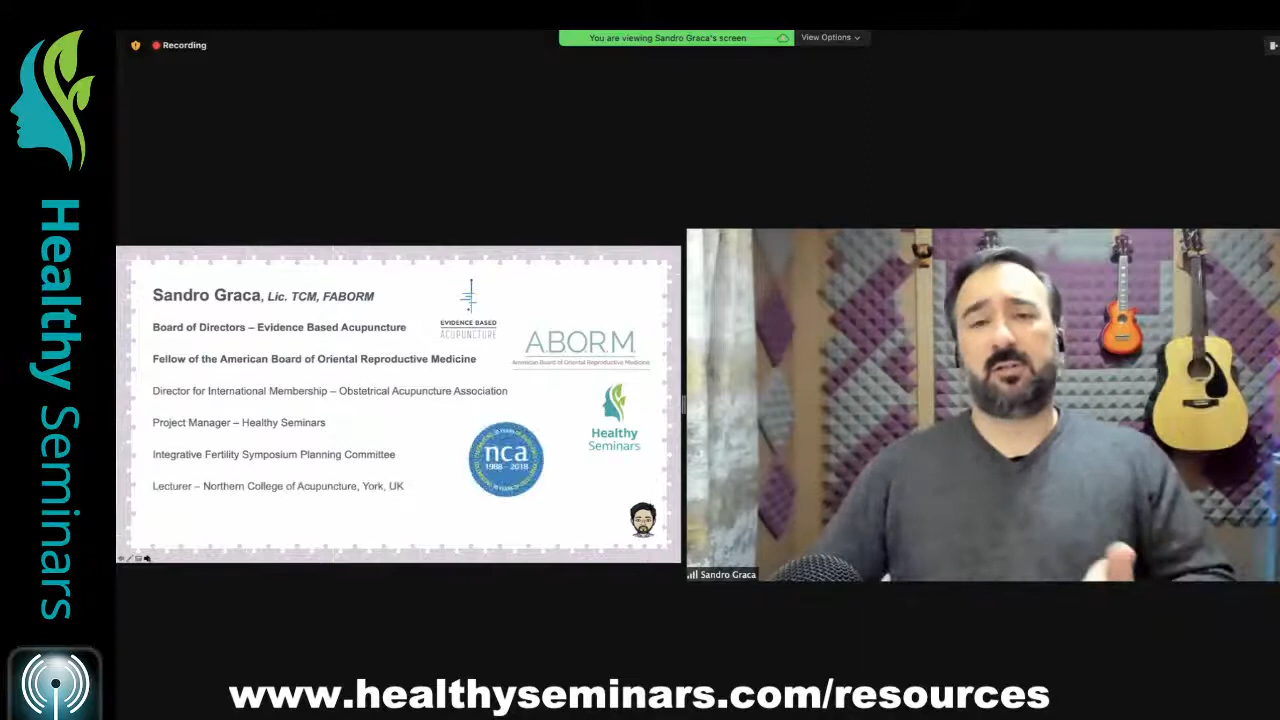 Recording
You are viewing Sandro Graca's screen
View Options
Healthy Seminars
Sandro Graca, Lic. TCM, FABORM
Board of Directors – Evidence Based Acupuncture
Fellow of the American Board of Oriental Reproductive Medicine
Director for International Membership – Obstetrical Acupuncture Association
Project Manager – Healthy Seminars
Integrative Fertility Symposium Planning Committee
Lecturer – Northern College of Acupuncture, York, UK
EVIDENCE BASED
ACUPUNCTURE
A.B.O.R.M.
American Board of Oriental Reproductive Medicine
Healthy
Seminars
nca
1988 - 2018
Sandro Graca
www.healthyseminars.com/resources